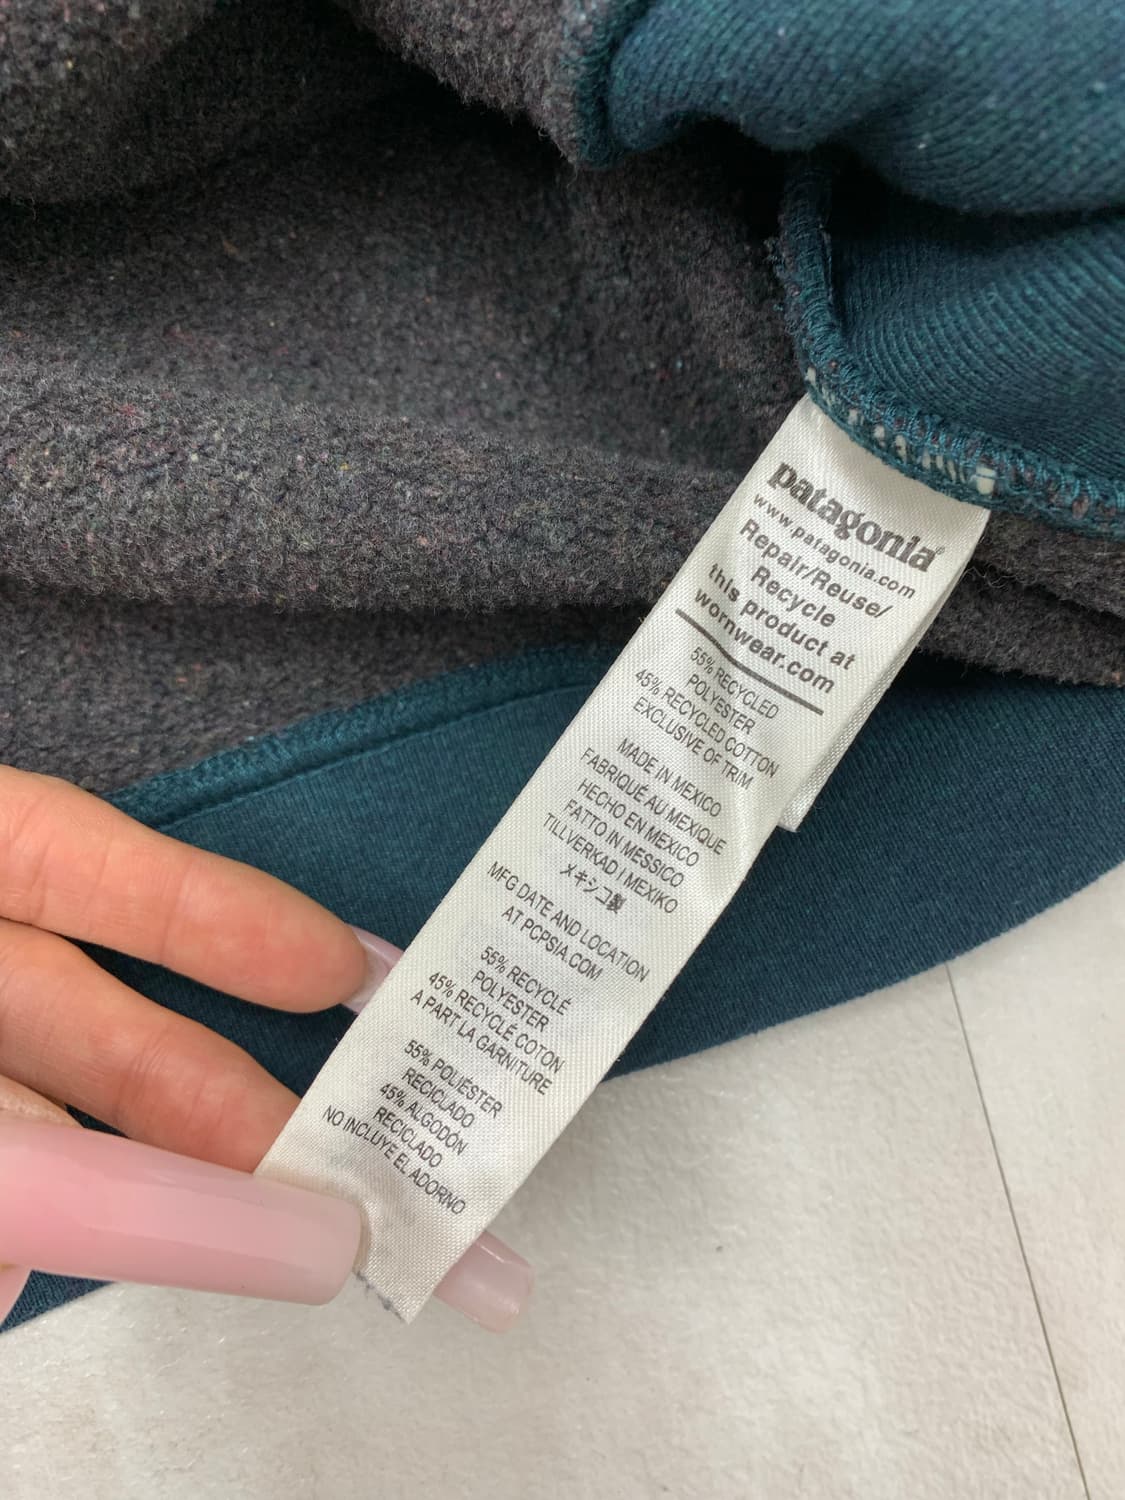 patagonia®
www.patagonia.com
Repair/Reuse/
Recycle
this product at
wornwear.com
55% RECYCLED
POLYESTER
45% RECYCLED COTTON
EXCLUSIVE OF TRIM
MADE IN MEXICO
FABRIQUÉ AU MEXIQUE
HECHO EN MEXICO
FATTO IN MESSICO
TILLVERKAD I MEXIKO
メキシコ製
MFG DATE AND LOCATION
AT PCPSIA.COM
55% RECYCLÉ
POLYESTER
45% RECYCLÉ COTON
A PART LA GARNITURE
55% POLIÉSTER
RECICLADO
45% ALGODÓN
RECICLADO
NO INCLUYE EL ADORNO